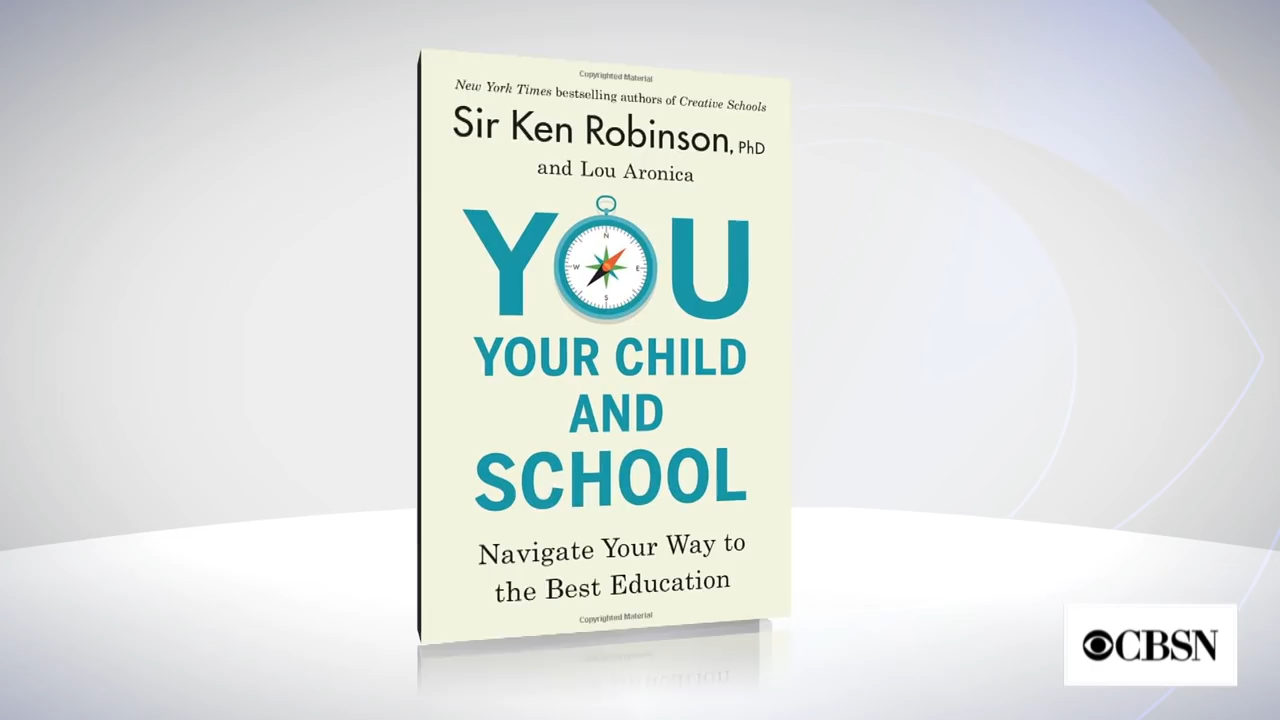 Copyrighted Material
New York Times bestselling authors of Creative Schools
Sir Ken Robinson, PhD
and Lou Aronica
YOU
N
W E
S
YOUR CHILD
AND
SCHOOL
Navigate Your Way to
the Best Education
Copyrighted Material
CBSN